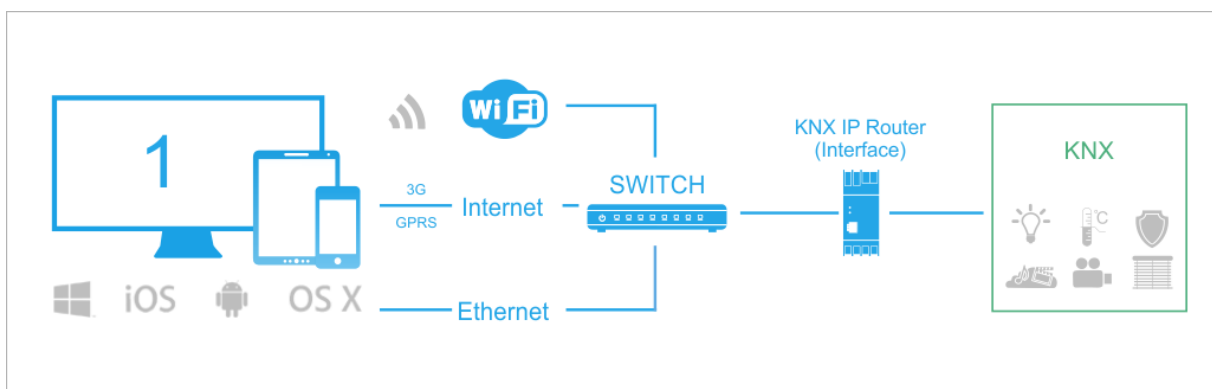 1
WiFi
3G
GPRS
Internet
Ethernet
iOS
OS X
SWITCH
KNX IP Router
(Interface)
KNX
°C